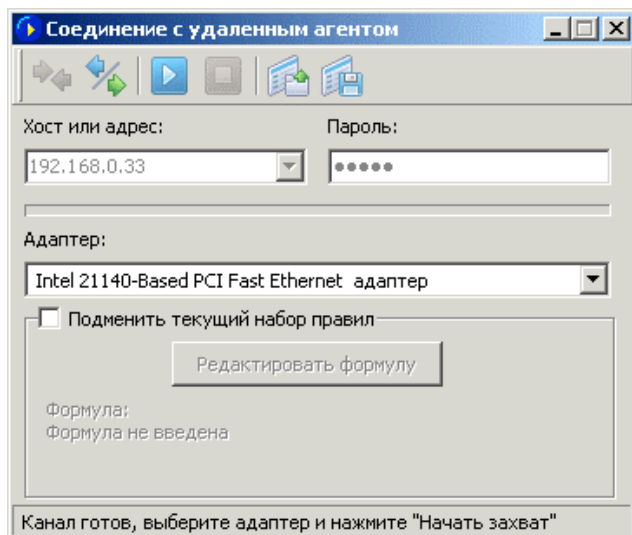 Соединение с удаленным агентом
Хост или адрес: Пароль:
192.168.0.33 •••••
Адаптер:
Intel 21140-Based PCI Fast Ethernet адаптер
Подменить текущий набор правил
Редактировать формулу
Формула:
Формула не введена
Канал готов, выберите адаптер и нажмите "Начать захват"